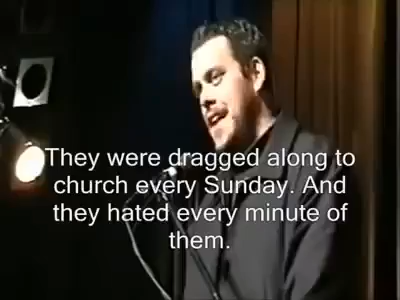 They were dragged along to
church every Sunday. And
they hated every minute of
them.